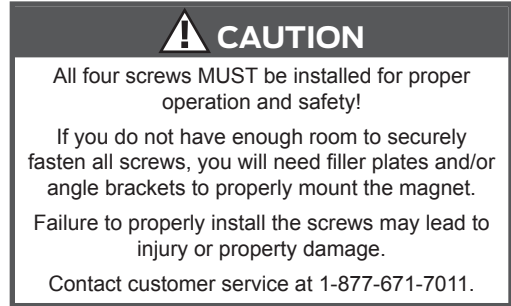 CAUTION
All four screws MUST be installed for proper
operation and safety!
If you do not have enough room to securely
fasten all screws, you will need filler plates and/or
angle brackets to properly mount the magnet.
Failure to properly install the screws may lead to
injury or property damage.
Contact customer service at 1-877-671-7011.